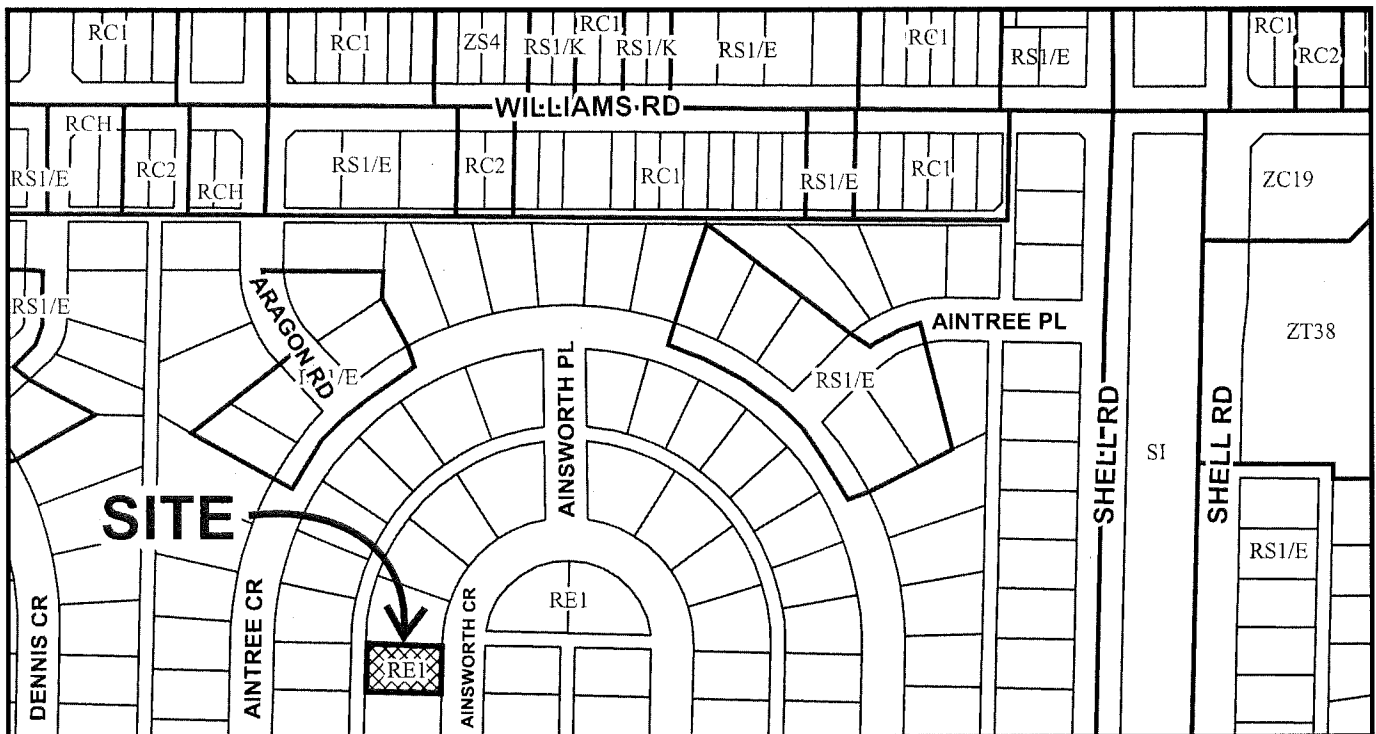 RC1
RC1
ZS4
RS1/K
RC1
RS1/K
RS1/E
RC1
RS1/E
RC1
RC2
WILLIAMS RD
RS1/E
RCH
RC2
RCH
RS1/E
RC2
RC1
RS1/E
RC1
ZC19
RS1/E
ARAGON RD
AINTREE PL
ZT38
RS1/E
AINSWORTH PL
SHELL RD
SI
SHELL RD
SITE
RS1/E
RE1
DENNIS CR
AINTREE CR
RE1
AINSWORTH CR